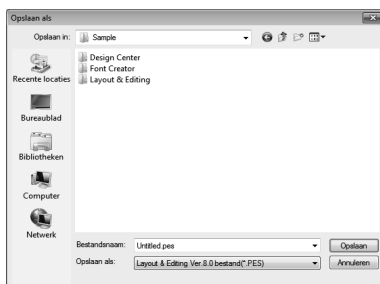 Opslaan als
Opslaan in: Sample
Design Center
Font Creator
Layout & Editing
Recente locaties
Bureaublad
Bibliotheken
Computer
Netwerk
Bestandsnaam: Untitled.pes Opslaan
Opslaan als: Layout & Editing Ver.8.0 bestand(*.PES) Annuleren